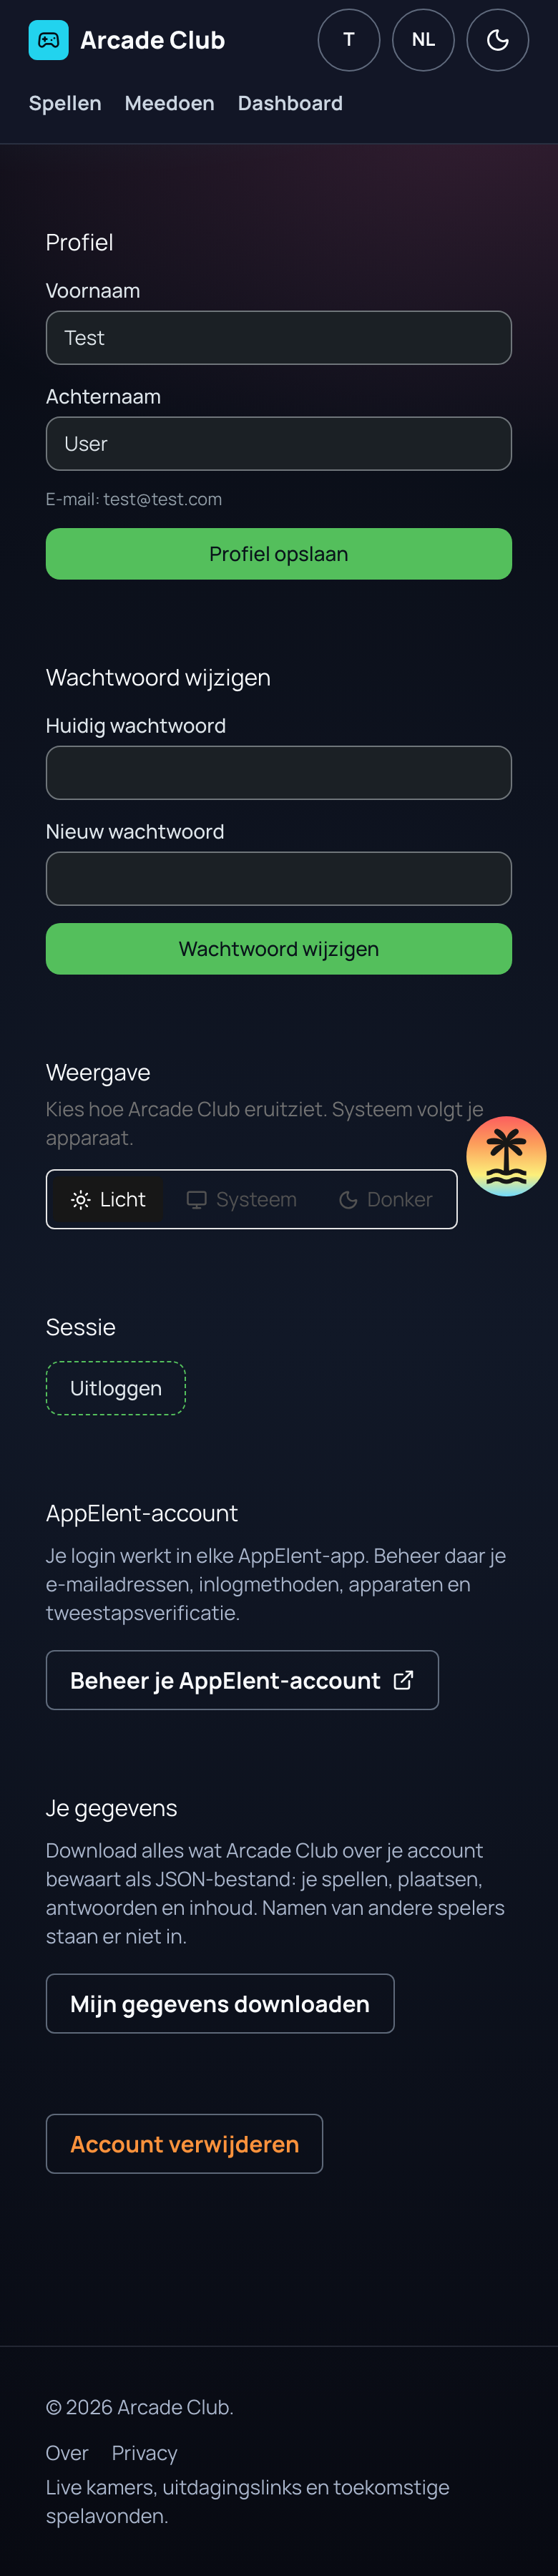 Arcade Club
T
NL
Spellen Meedoen Dashboard
Profiel
Voornaam
Test
Achternaam
User
E-mail: test@test.com
Profiel opslaan
Wachtwoord wijzigen
Huidig wachtwoord
Nieuw wachtwoord
Wachtwoord wijzigen
Weergave
Kies hoe Arcade Club eruitziet. Systeem volgt je
apparaat.
Licht Systeem Donker
Sessie
Uitloggen
AppElent-account
Je login werkt in elke AppElent-app. Beheer daar je
e-mailadressen, inlogmethoden, apparaten en
tweestapsverificatie.
Beheer je AppElent-account
Je gegevens
Download alles wat Arcade Club over je account
bewaart als JSON-bestand: je spellen, plaatsen,
antwoorden en inhoud. Namen van andere spelers
staan er niet in.
Mijn gegevens downloaden
Account verwijderen
© 2026 Arcade Club.
Over Privacy
Live kamers, uitdagingslinks en toekomstige
spelavonden.